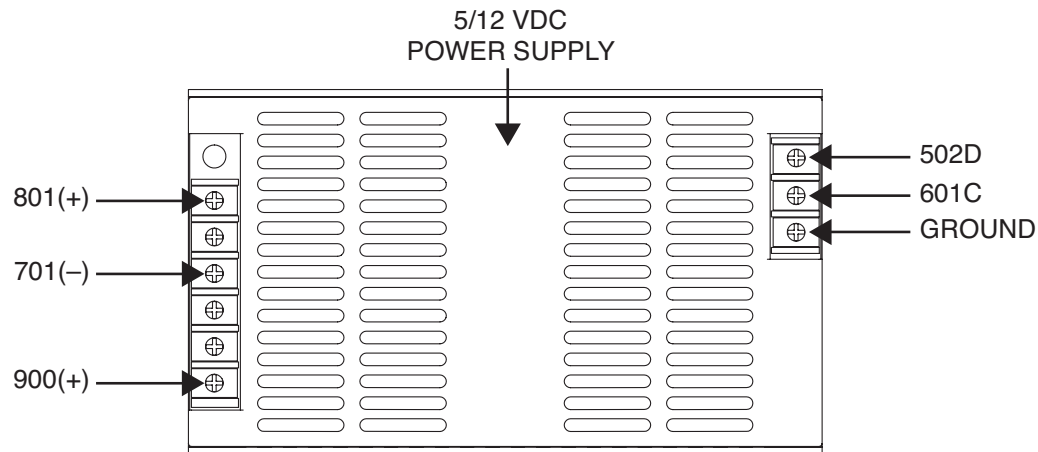 5/12 VDC
POWER SUPPLY
801(+)
701(–)
900(+)
502D
601C
GROUND